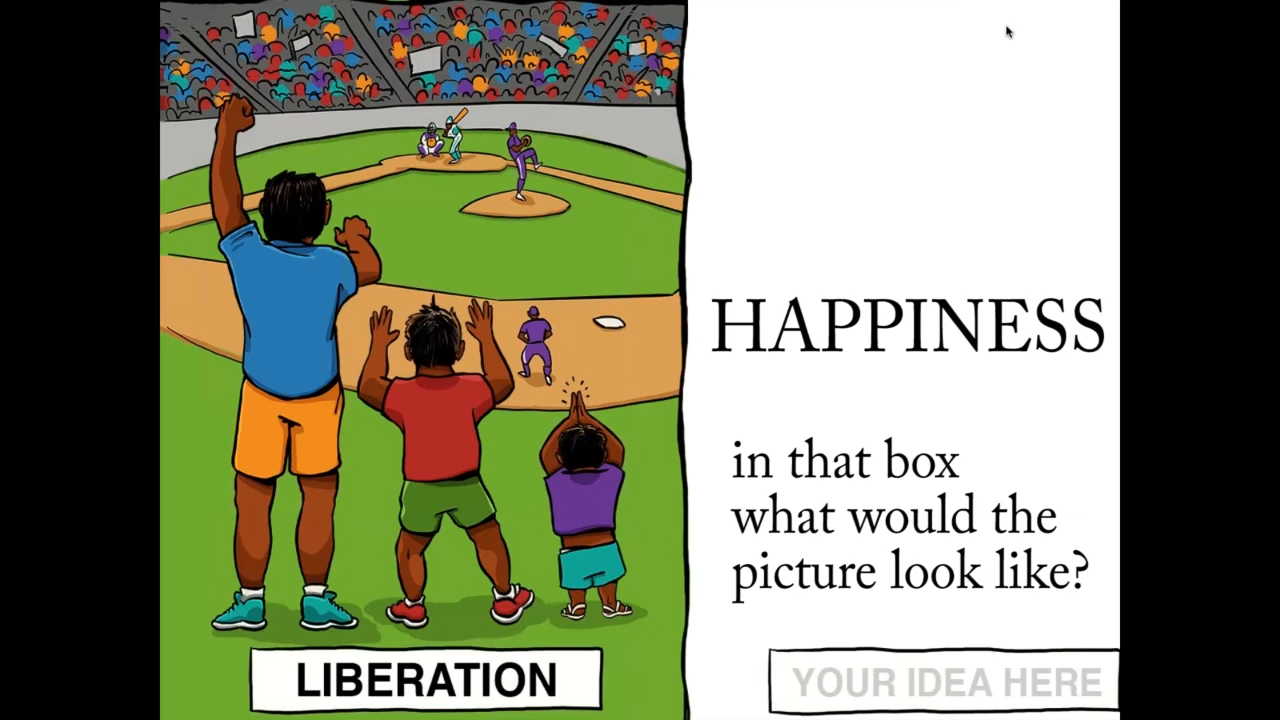 LIBERATION
HAPPINESS
in that box
what would the
picture look like?
YOUR IDEA HERE